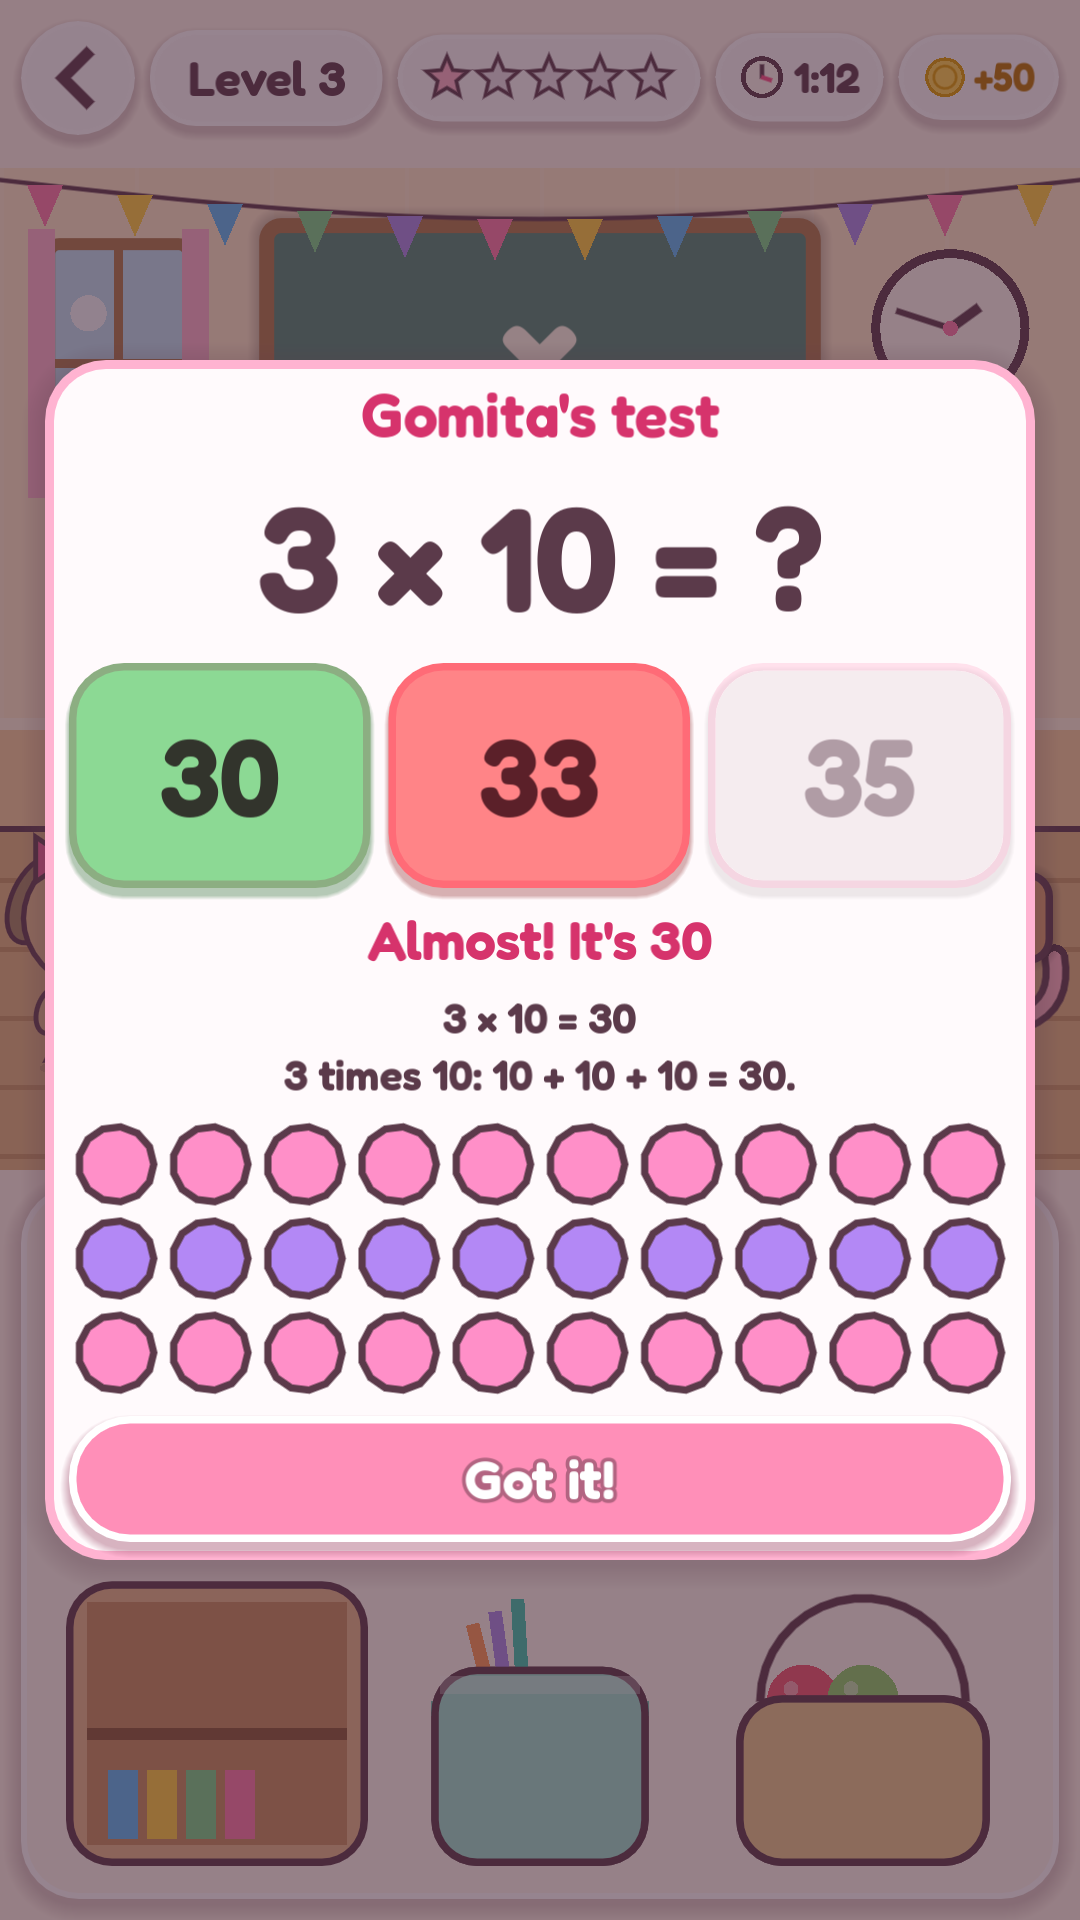 Level 3
1:12
+50
Gomita's test
3 × 10 = ?
30
33
35
Almost! It's 30
3 × 10 = 30
3 times 10: 10 + 10 + 10 = 30.
Got it!